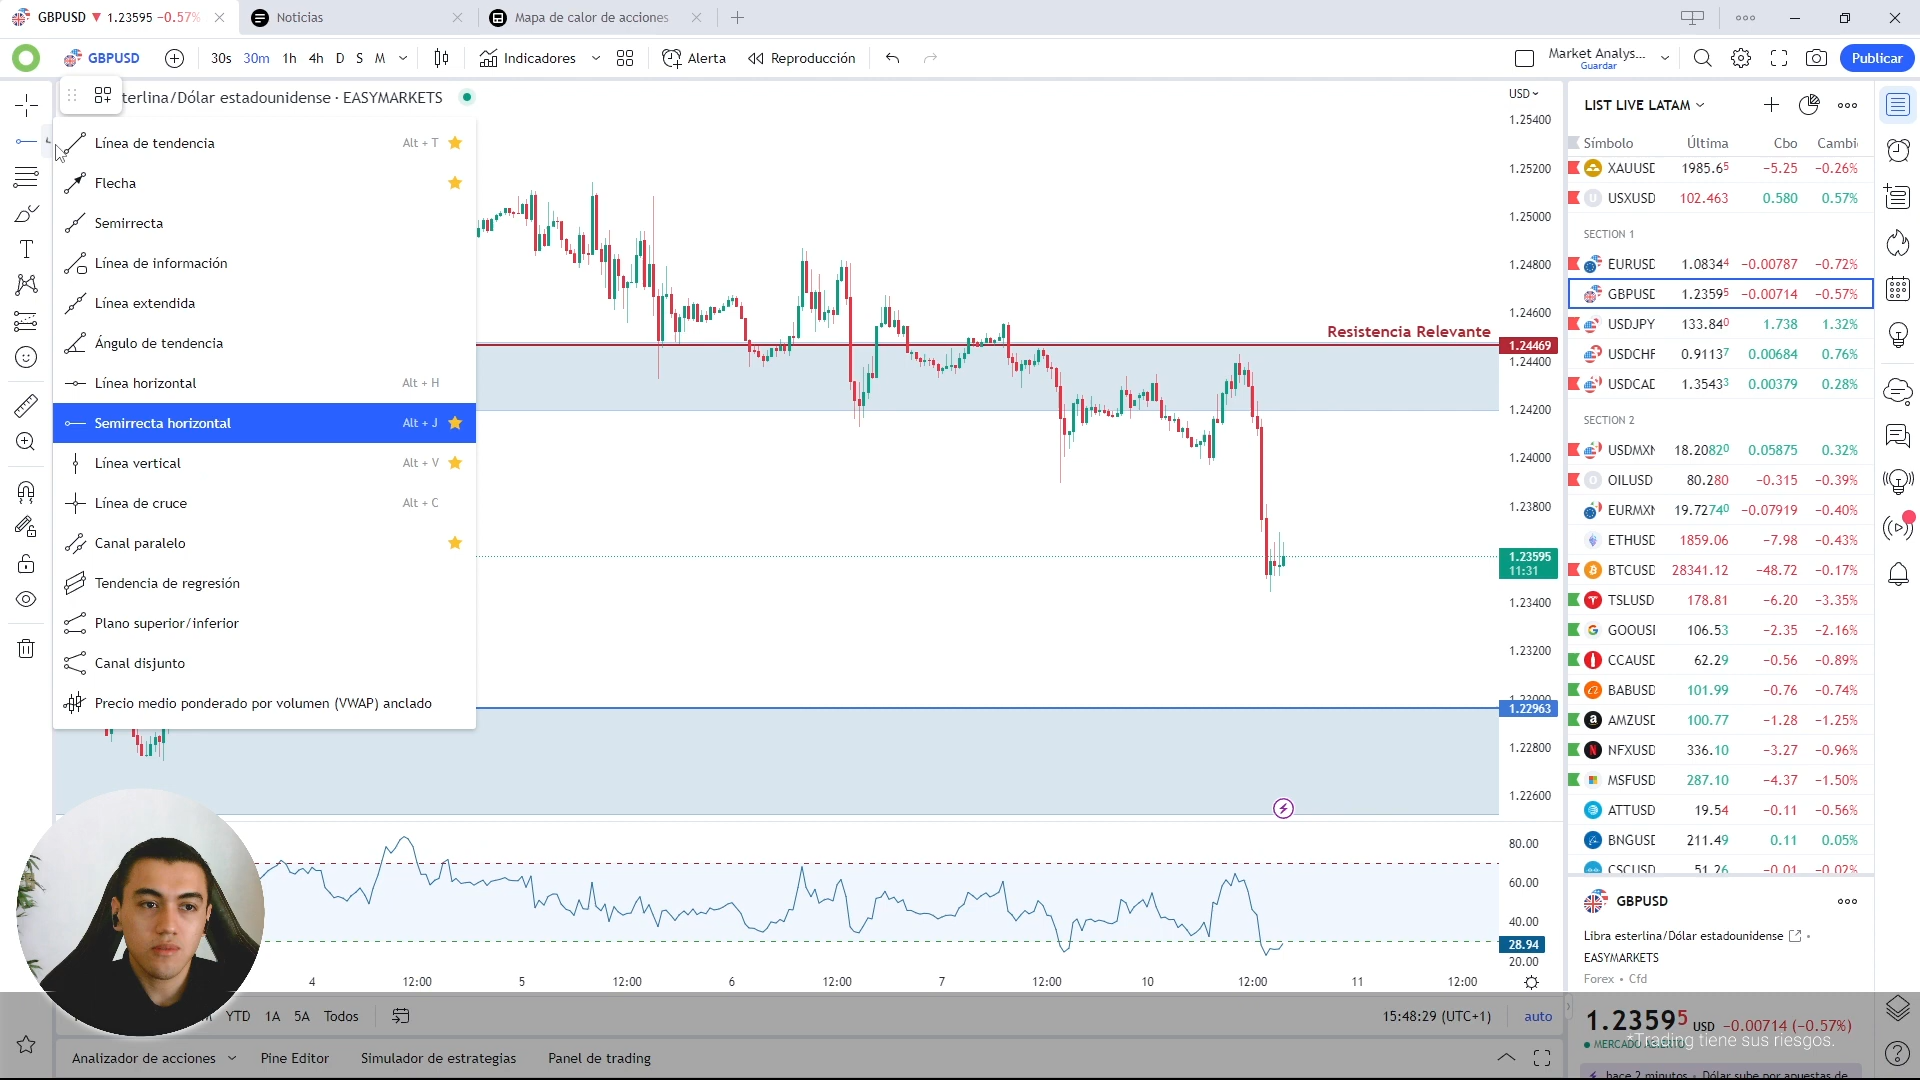 GBPUSD ▼ 1.23595 −0.57%
Noticias
Mapa de calor de acciones
GBPUSD
30s 30m 1h 4h D S M
Indicadores
Alerta
Reproducción
Market Analys...
Guardar
Publicar
terlina/Dólar estadounidense · EASYMARKETS
Línea de tendencia Alt + T
Flecha
Semirrecta
Línea de información
Línea extendida
Ángulo de tendencia
Línea horizontal Alt + H
Semirrecta horizontal Alt + J
Línea vertical Alt + V
Línea de cruce Alt + C
Canal paralelo
Tendencia de regresión
Plano superior/inferior
Canal disjunto
Precio medio ponderado por volumen (VWAP) anclado
Resistencia Relevante
USD
1.25400
1.25200
1.25000
1.24800
1.24600
1.24469
1.24400
1.24200
1.24000
1.23800
1.23595
11:31
1.23400
1.23200
1.22963
1.22800
1.22600
80.00
60.00
40.00
28.94
20.00
4 12:00 5 12:00 6 12:00 7 12:00 10 12:00 11 12:00
YTD 1A 5A Todos
15:48:29 (UTC+1) auto
Analizador de acciones Pine Editor Simulador de estrategias Panel de trading
LIST LIVE LATAM
Símbolo Última Cbo Cambi
XAUUSD 1985.65 −5.25 −0.26%
USXUSD 102.463 0.580 0.57%
SECTION 1
EURUSD 1.08344 −0.00787 −0.72%
GBPUSD 1.23595 −0.00714 −0.57%
USDJPY 133.840 1.738 1.32%
USDCHF 0.91137 0.00684 0.76%
USDCAD 1.35433 0.00379 0.28%
SECTION 2
USDMXN 18.20820 0.05875 0.32%
OILUSD 80.280 −0.315 −0.39%
EURMXN 19.72740 −0.07919 −0.40%
ETHUSD 1859.06 −7.98 −0.43%
BTCUSD 28341.12 −48.72 −0.17%
TSLUSD 178.81 −6.20 −3.35%
GOOUSD 106.53 −2.35 −2.16%
CCAUSD 62.29 −0.56 −0.89%
BABUSD 101.99 −0.76 −0.74%
AMZUSD 100.77 −1.28 −1.25%
NFXUSD 336.10 −3.27 −0.96%
MSFUSD 287.10 −4.37 −1.50%
ATTUSD 19.54 −0.11 −0.56%
BNGUSD 211.49 0.11 0.05%
CSCUSD 51.26 −0.01 −0.02%
GBPUSD
Libra esterlina/Dólar estadounidense
EASYMARKETS
Forex • Cfd
1.23595 USD −0.00714 (−0.57%)
*Trading tiene sus riesgos.
hace 2 minutos • Dólar sube por apuestas de